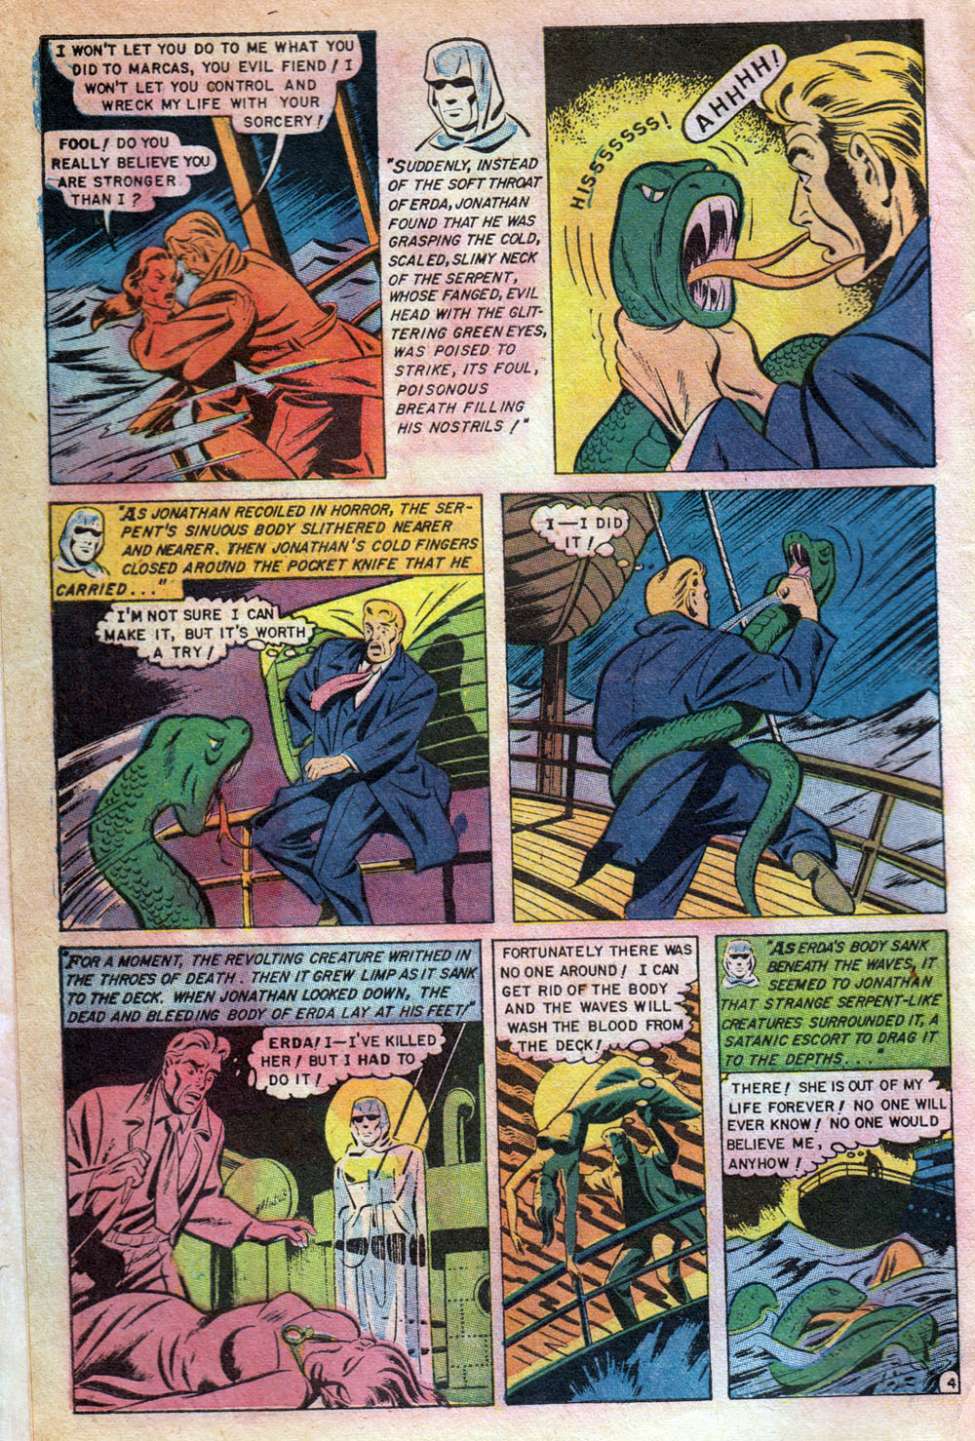 I WON'T LET YOU DO TO ME WHAT YOU
DID TO MARCAS, YOU EVIL FIEND! I
WON'T LET YOU CONTROL AND
WRECK MY LIFE WITH YOUR
SORCERY!
FOOL! DO YOU
REALLY BELIEVE YOU
ARE STRONGER
THAN I?
"SUDDENLY, INSTEAD
OF THE SOFT THROAT
OF ERDA, JONATHAN
FOUND THAT HE WAS
GRASPING THE COLD,
SCALED, SLIMY NECK
OF THE SERPENT,
WHOSE FANGED, EVIL
HEAD WITH THE GLIT-
TERING GREEN EYES,
WAS POISED TO
STRIKE, ITS FOUL,
POISONOUS
BREATH FILLING
HIS NOSTRILS!"
HISSSSSSSS!
AHHHH!
"AS JONATHAN RECOILED IN HORROR, THE SER-
PENT'S SINUOUS BODY SLITHERED NEARER
AND NEARER. THEN JONATHAN'S COLD FINGERS
CLOSED AROUND THE POCKET KNIFE THAT HE
CARRIED..."
I'M NOT SURE I CAN
MAKE IT, BUT IT'S WORTH
A TRY!
I--I DID
IT!
"FOR A MOMENT, THE REVOLTING CREATURE WRITHED IN
THE THROES OF DEATH. THEN IT GREW LIMP AS IT SANK
TO THE DECK. WHEN JONATHAN LOOKED DOWN, THE
DEAD AND BLEEDING BODY OF ERDA LAY AT HIS FEET!"
ERDA! I--I'VE KILLED
HER! BUT I HAD TO
DO IT!
FORTUNATELY THERE WAS
NO ONE AROUND! I CAN
GET RID OF THE BODY
AND THE WAVES WILL
WASH THE BLOOD FROM
THE DECK!
"AS ERDA'S BODY SANK
BENEATH THE WAVES, IT
SEEMED TO JONATHAN
THAT STRANGE SERPENT-LIKE
CREATURES SURROUNDED IT, A
SATANIC ESCORT TO DRAG IT
TO THE DEPTHS..."
THERE! SHE IS OUT OF MY
LIFE FOREVER! NO ONE WILL
EVER KNOW! NO ONE WOULD
BELIEVE ME,
ANYHOW!
4